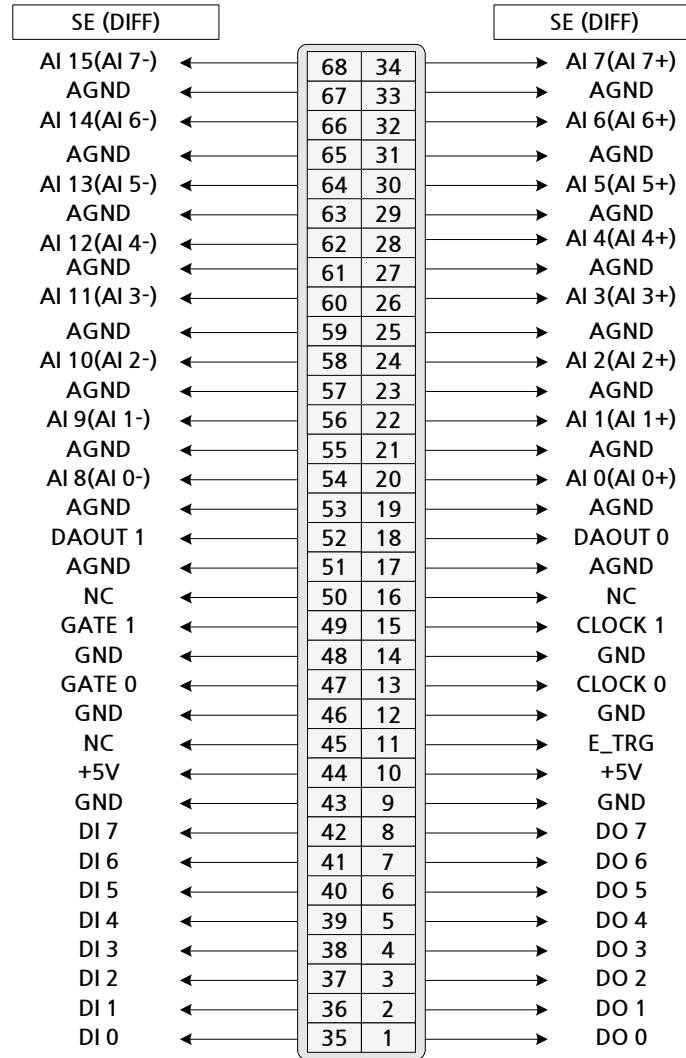 SE (DIFF) SE (DIFF)
AI 15(AI 7-) 68 34 AI 7(AI 7+)
AGND 67 33 AGND
AI 14(AI 6-) 66 32 AI 6(AI 6+)
AGND 65 31 AGND
AI 13(AI 5-) 64 30 AI 5(AI 5+)
AGND 63 29 AGND
AI 12(AI 4-) 62 28 AI 4(AI 4+)
AGND 61 27 AGND
AI 11(AI 3-) 60 26 AI 3(AI 3+)
AGND 59 25 AGND
AI 10(AI 2-) 58 24 AI 2(AI 2+)
AGND 57 23 AGND
AI 9(AI 1-) 56 22 AI 1(AI 1+)
AGND 55 21 AGND
AI 8(AI 0-) 54 20 AI 0(AI 0+)
AGND 53 19 AGND
DAOUT 1 52 18 DAOUT 0
AGND 51 17 AGND
NC 50 16 NC
GATE 1 49 15 CLOCK 1
GND 48 14 GND
GATE 0 47 13 CLOCK 0
GND 46 12 GND
NC 45 11 E_TRG
+5V 44 10 +5V
GND 43 9 GND
DI 7 42 8 DO 7
DI 6 41 7 DO 6
DI 5 40 6 DO 5
DI 4 39 5 DO 4
DI 3 38 4 DO 3
DI 2 37 3 DO 2
DI 1 36 2 DO 1
DI 0 35 1 DO 0